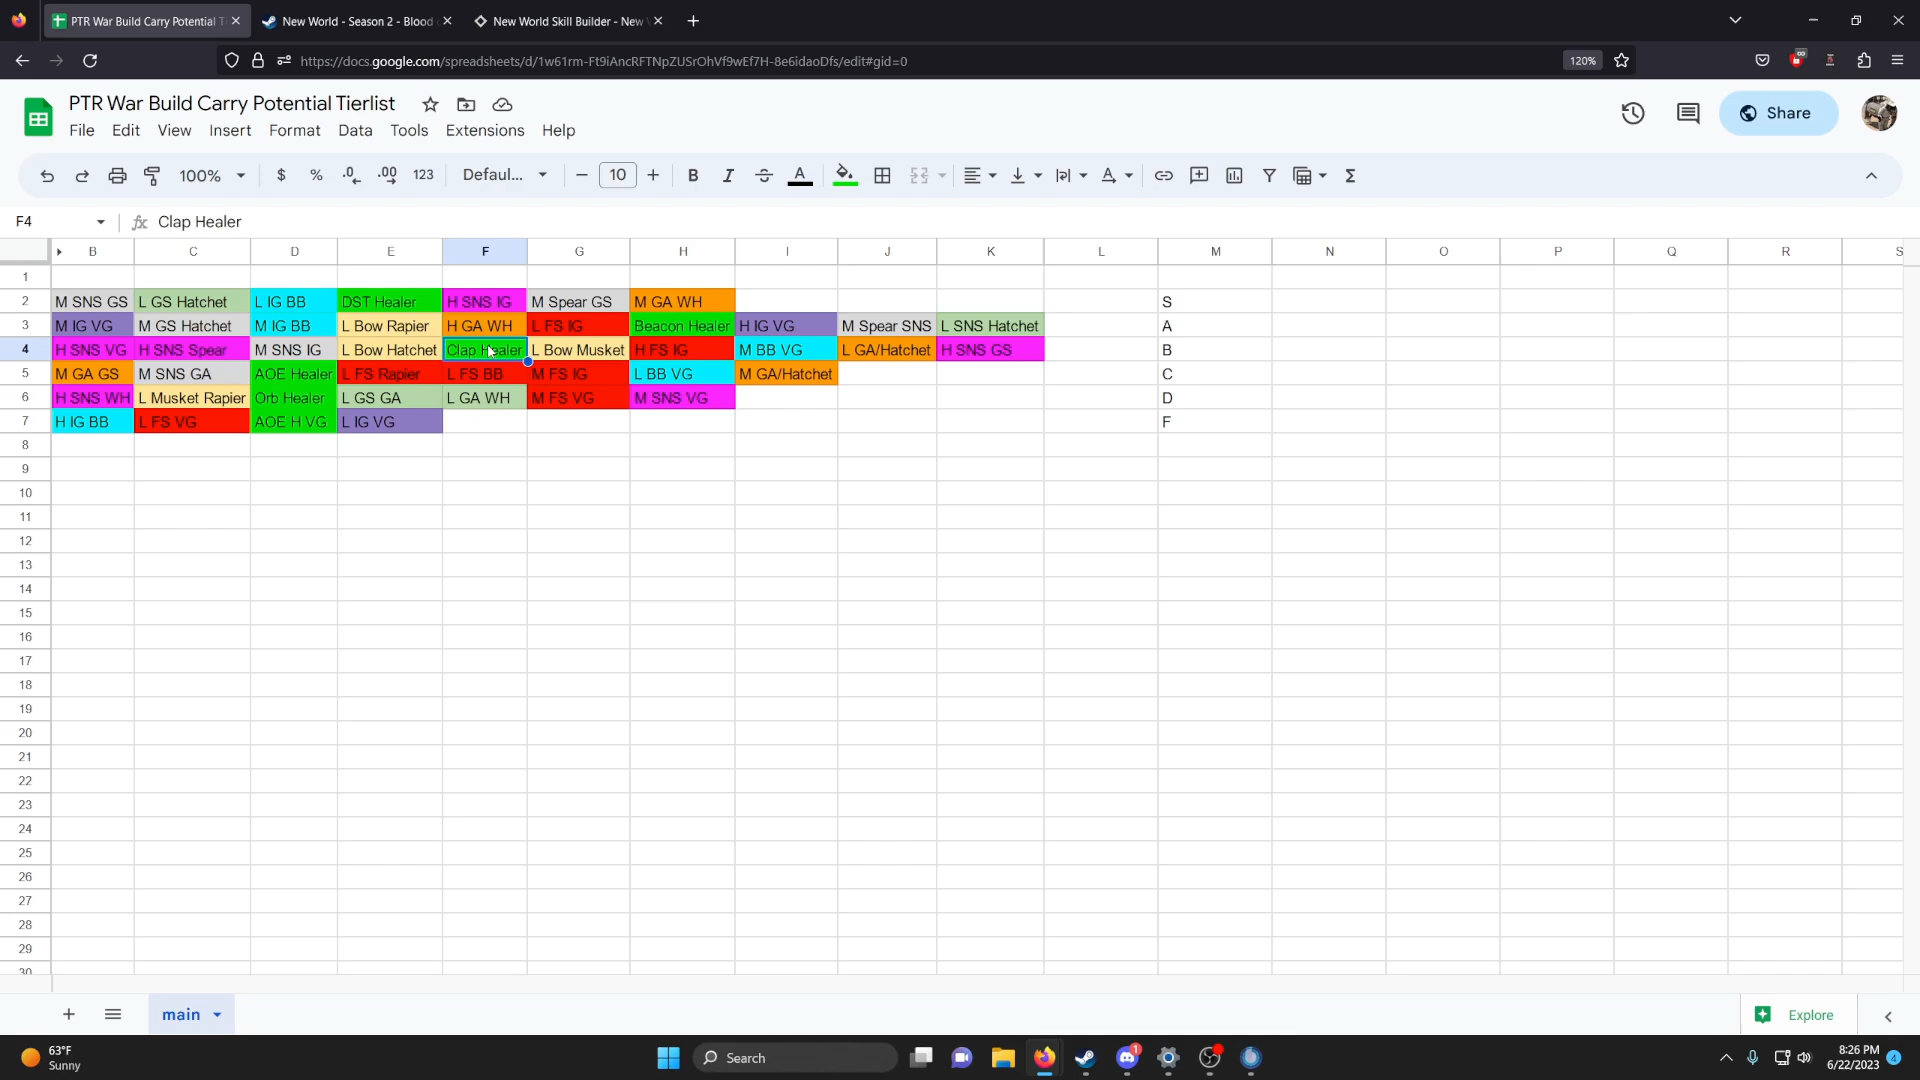 PTR War Build Carry Potential T
New World - Season 2 - Blood
New World Skill Builder - New
https://docs.google.com/spreadsheets/d/1w61rm-Ft9iAncRFTNpZUSrOhVf9wEf7H-8e6idaoDfs/edit#gid=0
120%
PTR War Build Carry Potential Tierlist
File Edit View Insert Format Data Tools Extensions Help
Share
100% $ % .0 .00 123 Defaul... 10 B I A
F4 fx Clap Healer
B C D E F G H I J K L M N O P Q R S
1
2 M SNS GS L GS Hatchet L IG BB DST Healer H SNS IG M Spear GS M GA WH S
3 M IG VG M GS Hatchet M IG BB L Bow Rapier H GA WH L FS IG Beacon Healer H IG VG M Spear SNS L SNS Hatchet A
4 H SNS VG H SNS Spear M SNS IG L Bow Hatchet Clap Healer L Bow Musket H FS IG M BB VG L GA/Hatchet H SNS GS B
5 M GA GS M SNS GA AOE Healer L FS Rapier L FS BB M FS IG L BB VG M GA/Hatchet C
6 H SNS WH L Musket Rapier Orb Healer L GS GA L GA WH M FS VG M SNS VG D
7 H IG BB L FS VG AOE H VG L IG VG F
8
9
10
11
12
13
14
15
16
17
18
19
20
21
22
23
24
25
26
27
28
29
30
main
Explore
63°F
Sunny
Search
1
8:26 PM
6/22/2023
4